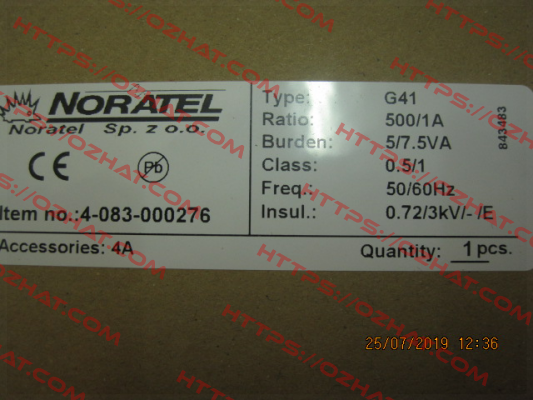 NORATEL
Noratel Sp. z o.o.
CE
Pb
Item no.:4-083-000276
Accessories: 4A
Type: G41
Ratio: 500/1A
Burden: 5/7.5VA
Class: 0.5/1
Freq.: 50/60Hz
Insul.: 0.72/3kV/-/E
843483
Quantity: 1 pcs.
25/07/2019 12:36
HTTPS://OZHAT.COM